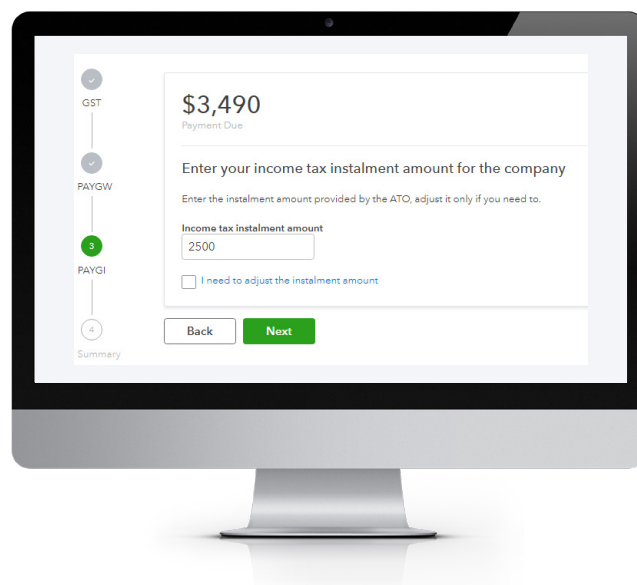 GST
PAYGW
3
PAYGI
4
Summary
$3,490
Payment Due
Enter your income tax instalment amount for the company
Enter the instalment amount provided by the ATO, adjust it only if you need to.
Income tax instalment amount
2500
I need to adjust the instalment amount
Back
Next